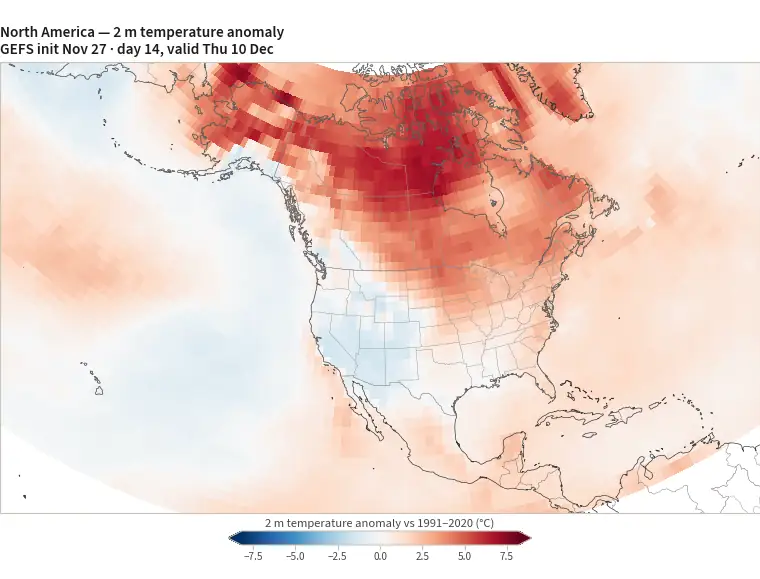 North America — 2 m temperature anomaly
GEFS init Nov 27 · day 14, valid Thu 10 Dec
2 m temperature anomaly vs 1991–2020 (°C)
−7.5 −5.0 −2.5 0.0 2.5 5.0 7.5